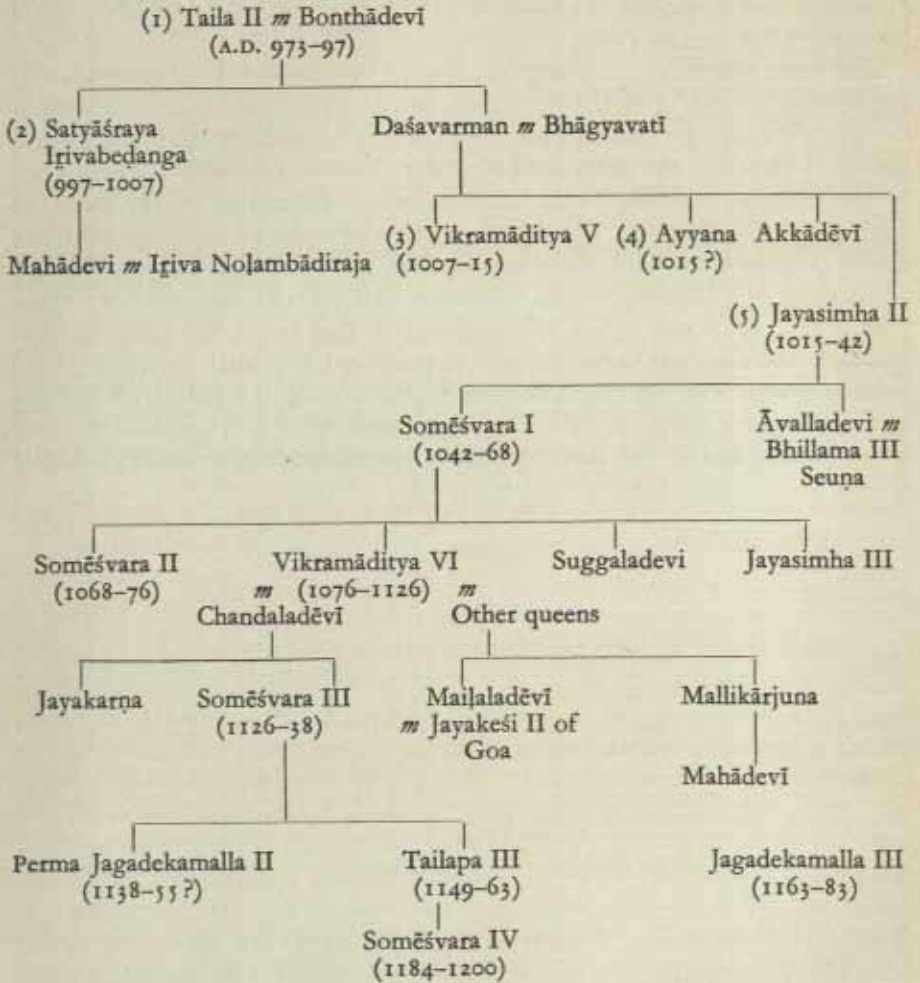 (1) Taila II m Bonthādevī
(A.D. 973–97)
(2) Satyāśraya
Iṟivabeḍanga
(997–1007)
Daśavarman m Bhāgyavatī
(3) Vikramāditya V
(1007–15)
(4) Ayyana
(1015?)
Akkādēvī
Mahādevi m Iṟiva Noḷambādiraja
(5) Jayasimha II
(1015–42)
Somēśvara I
(1042–68)
Āvalladevi m
Bhillama III
Seuṇa
Somēśvara II
(1068–76)
Vikramāditya VI
m (1076–1126) m
Suggaladevi
Jayasimha III
Chandaladēvī
Other queens
Jayakarṇa
Somēśvara III
(1126–38)
Maiḷaladēvī
m Jayakeśi II of
Goa
Mallikārjuna
Mahādevī
Perma Jagadekamalla II
(1138–55?)
Tailapa III
(1149–63)
Jagadekamalla III
(1163–83)
Somēśvara IV
(1184–1200)